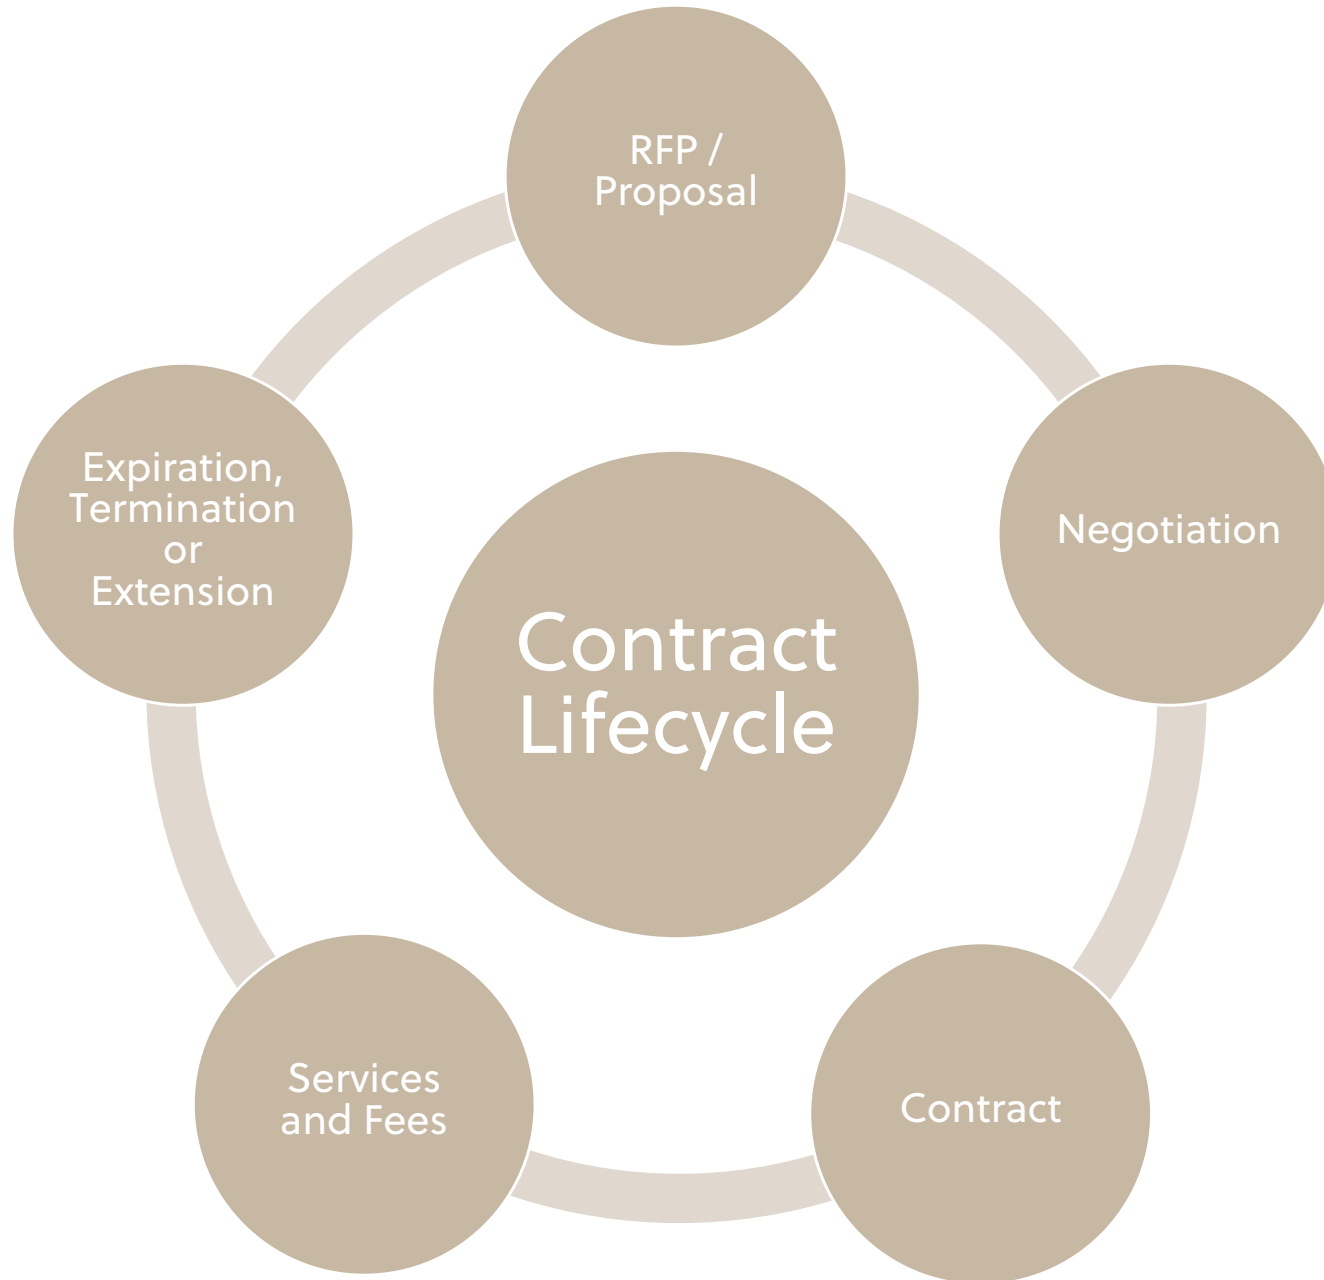 RFP /
Proposal
Negotiation
Contract
Services
and Fees
Expiration,
Termination
or
Extension
Contract
Lifecycle